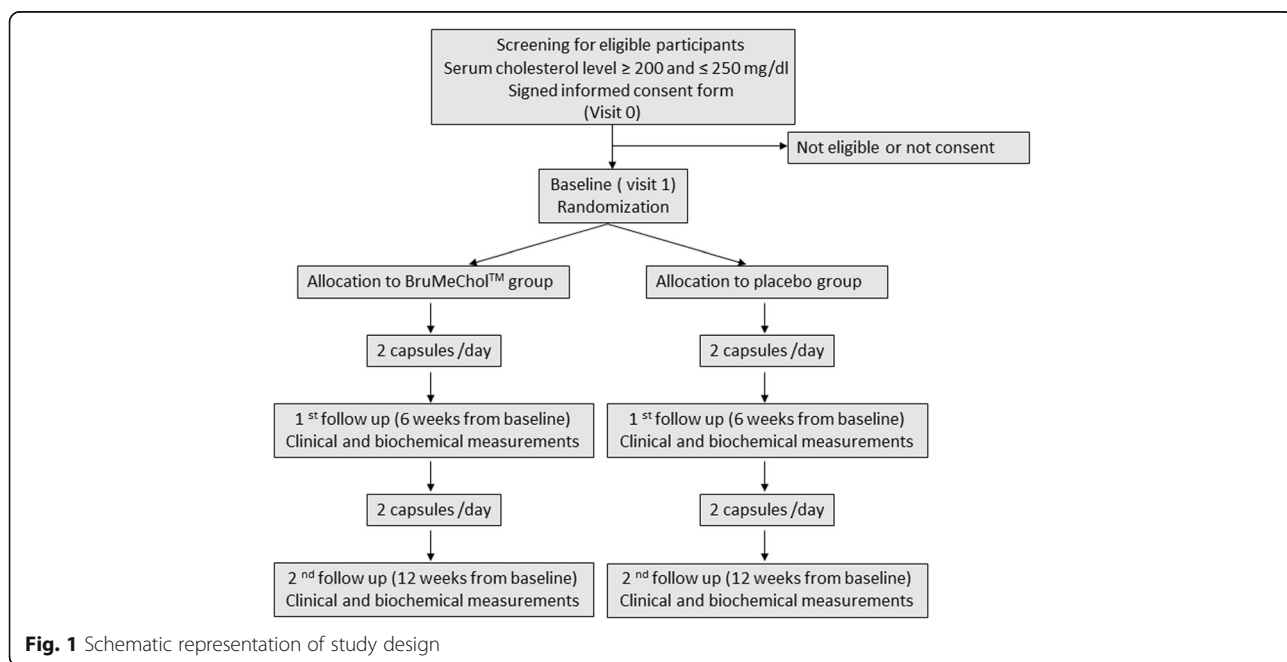 Screening for eligible participants
Serum cholesterol level ≥ 200 and ≤ 250 mg/dl
Signed informed consent form
(Visit 0)
Not eligible or not consent
Baseline ( visit 1)
Randomization
Allocation to BruMeChol™ group
Allocation to placebo group
2 capsules /day
2 capsules /day
1 st follow up (6 weeks from baseline)
Clinical and biochemical measurements
1 st follow up (6 weeks from baseline)
Clinical and biochemical measurements
2 capsules /day
2 capsules /day
2 nd follow up (12 weeks from baseline)
Clinical and biochemical measurements
2 nd follow up (12 weeks from baseline)
Clinical and biochemical measurements
Fig. 1 Schematic representation of study design